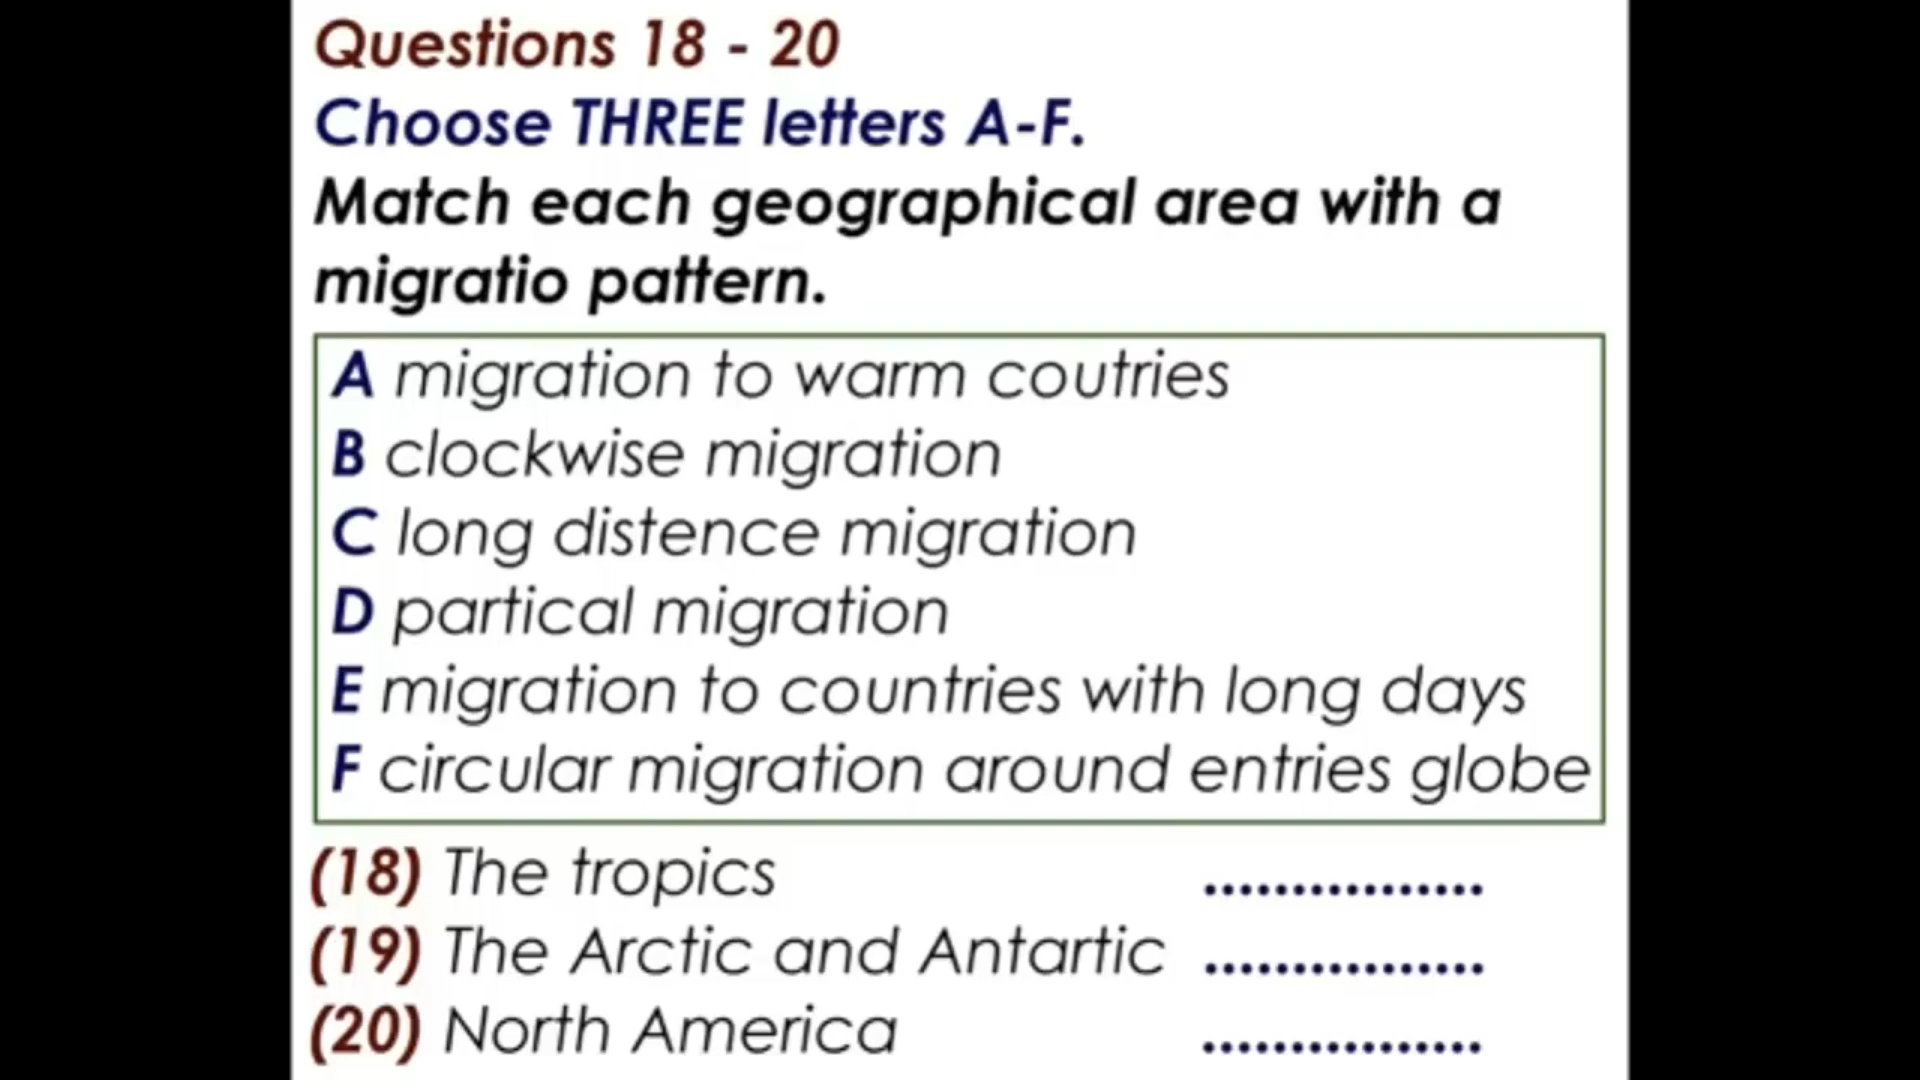 Questions 18 - 20
Choose THREE letters A-F.
Match each geographical area with a
migratio pattern.
A migration to warm coutries
B clockwise migration
C long distence migration
D partical migration
E migration to countries with long days
F circular migration around entries globe
(18) The tropics ................
(19) The Arctic and Antartic ................
(20) North America ................